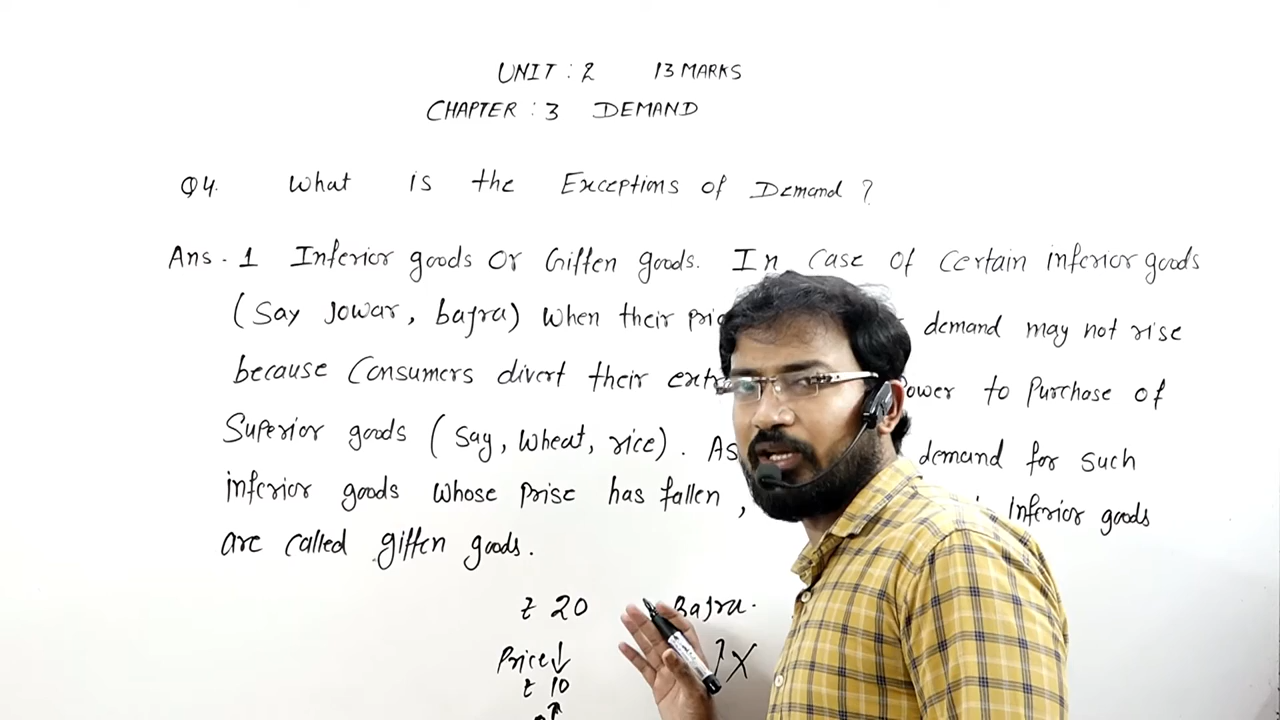 UNIT : 2 13 MARKS
CHAPTER : 3 DEMAND
Q4. What is the Exceptions of Demand ?
Ans. 1 Inferior goods Or Giffen goods. In case of certain inferior goods
(Say Jowar, bajra) When their demand may not rise
because Consumers divert their to Purchase of
Superior goods (Say, Wheat, rice). As demand for such
inferior goods whose prise has fallen, inferior goods
are called giffen goods.
₹ 20 Bajra.
Price ↓ X
₹ 10